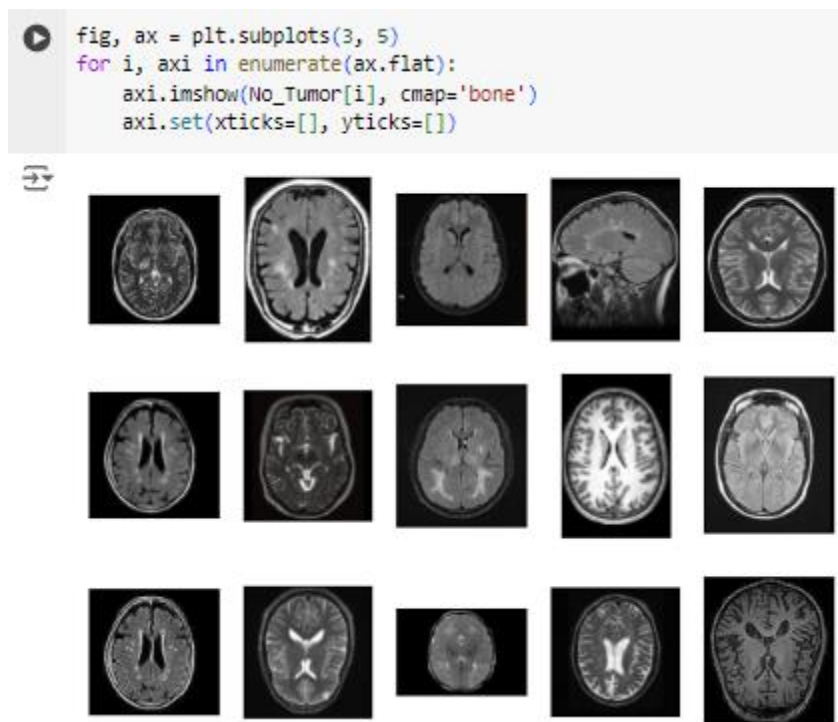 fig, ax = plt.subplots(3, 5)
for i, axi in enumerate(ax.flat):
    axi.imshow(No_Tumor[i], cmap='bone')
    axi.set(xticks=[], yticks=[])